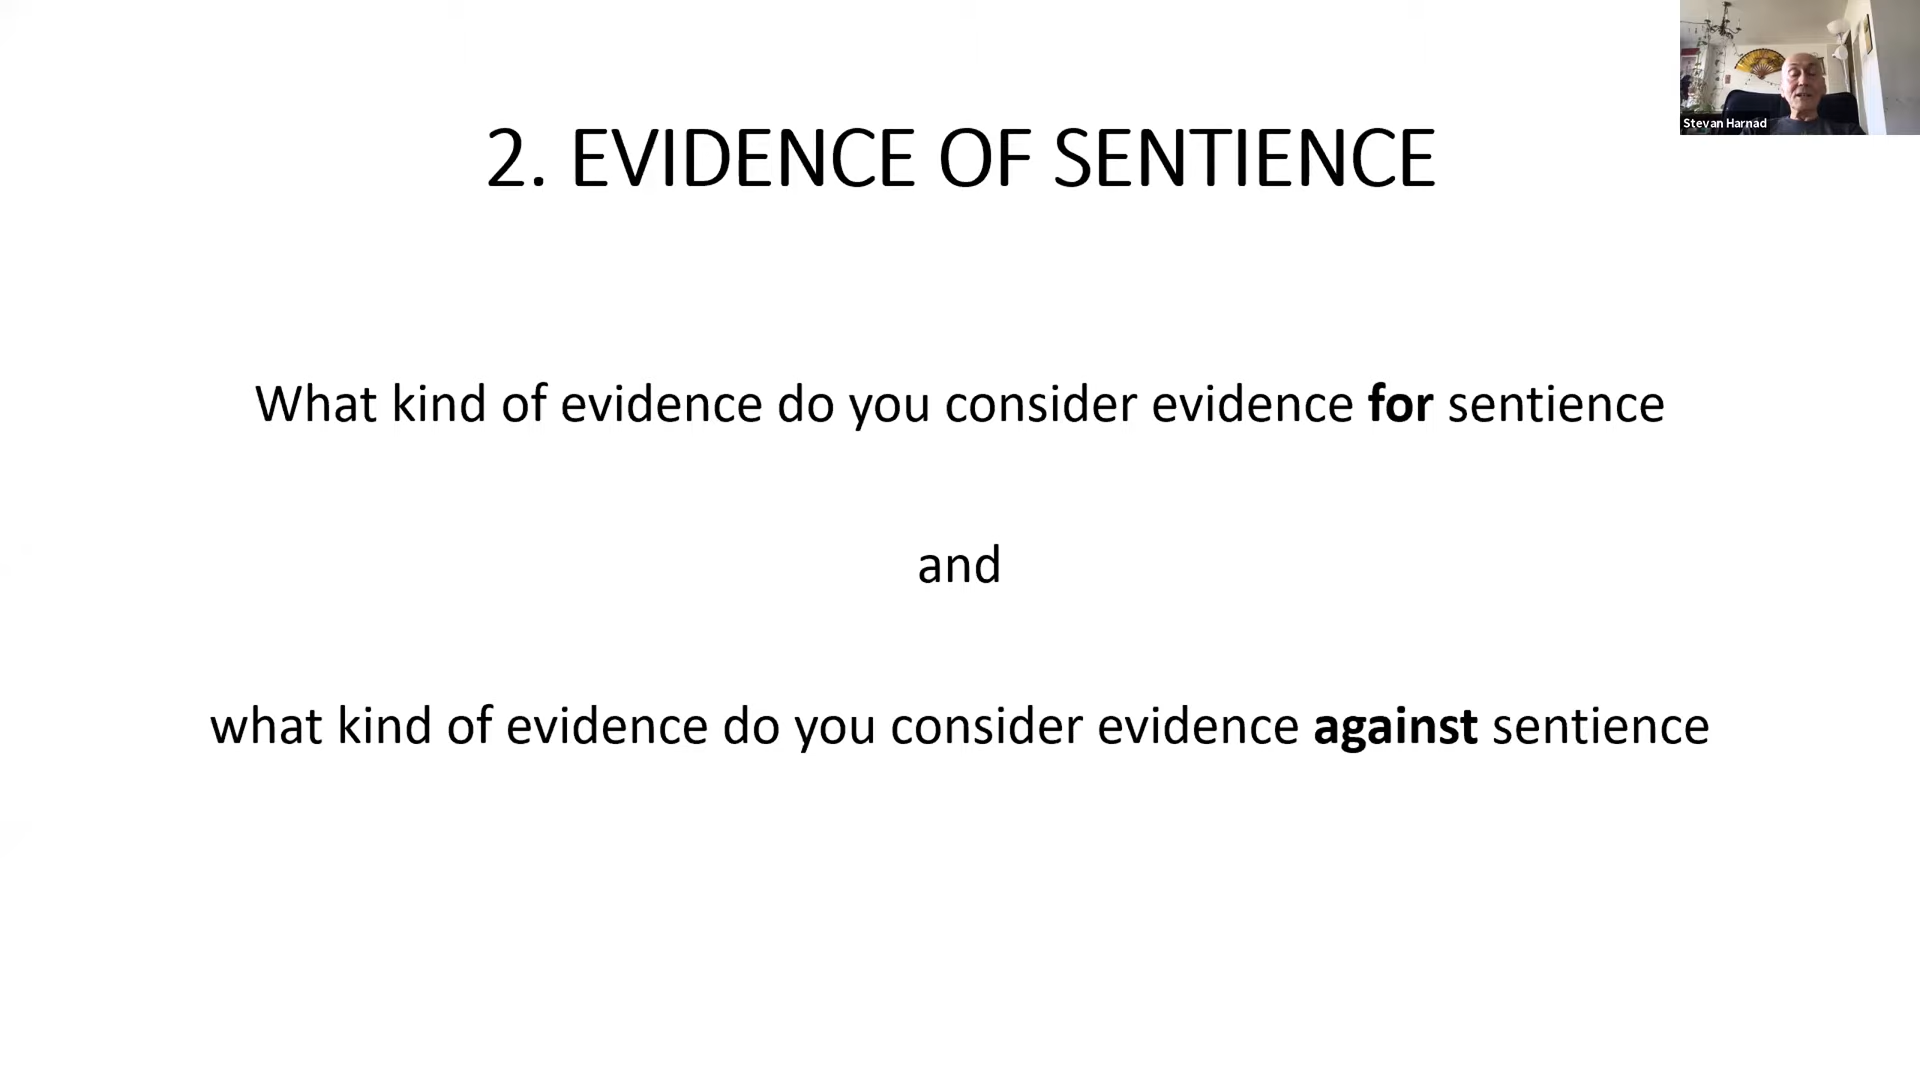 Stevan Harnad
2. EVIDENCE OF SENTIENCE
What kind of evidence do you consider evidence for sentience
and
what kind of evidence do you consider evidence against sentience